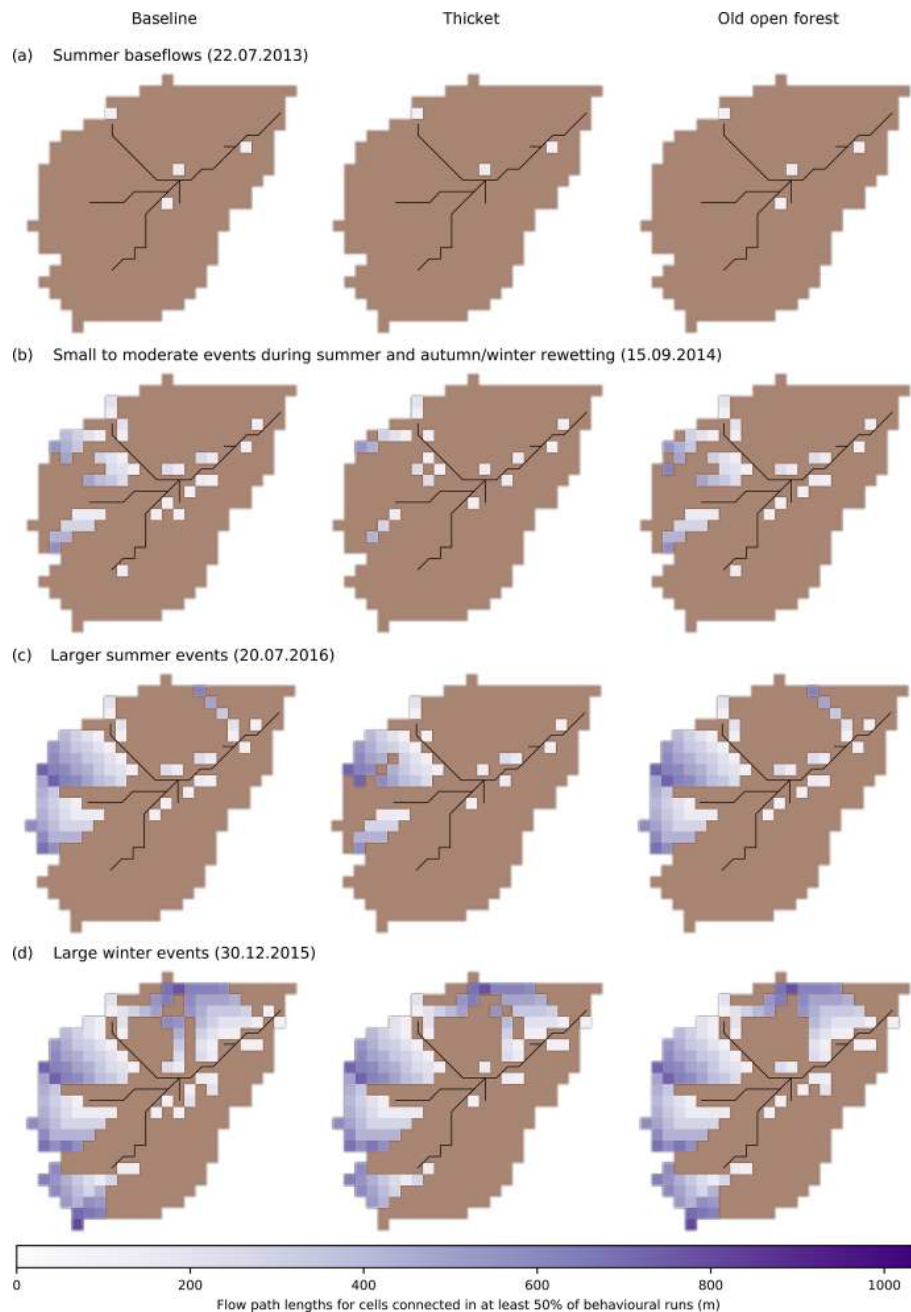 Baseline Thicket Old open forest
(a) Summer baseflows (22.07.2013)
(b) Small to moderate events during summer and autumn/winter rewetting (15.09.2014)
(c) Larger summer events (20.07.2016)
(d) Large winter events (30.12.2015)
0 200 400 600 800 1000
Flow path lengths for cells connected in at least 50% of behavioural runs (m)